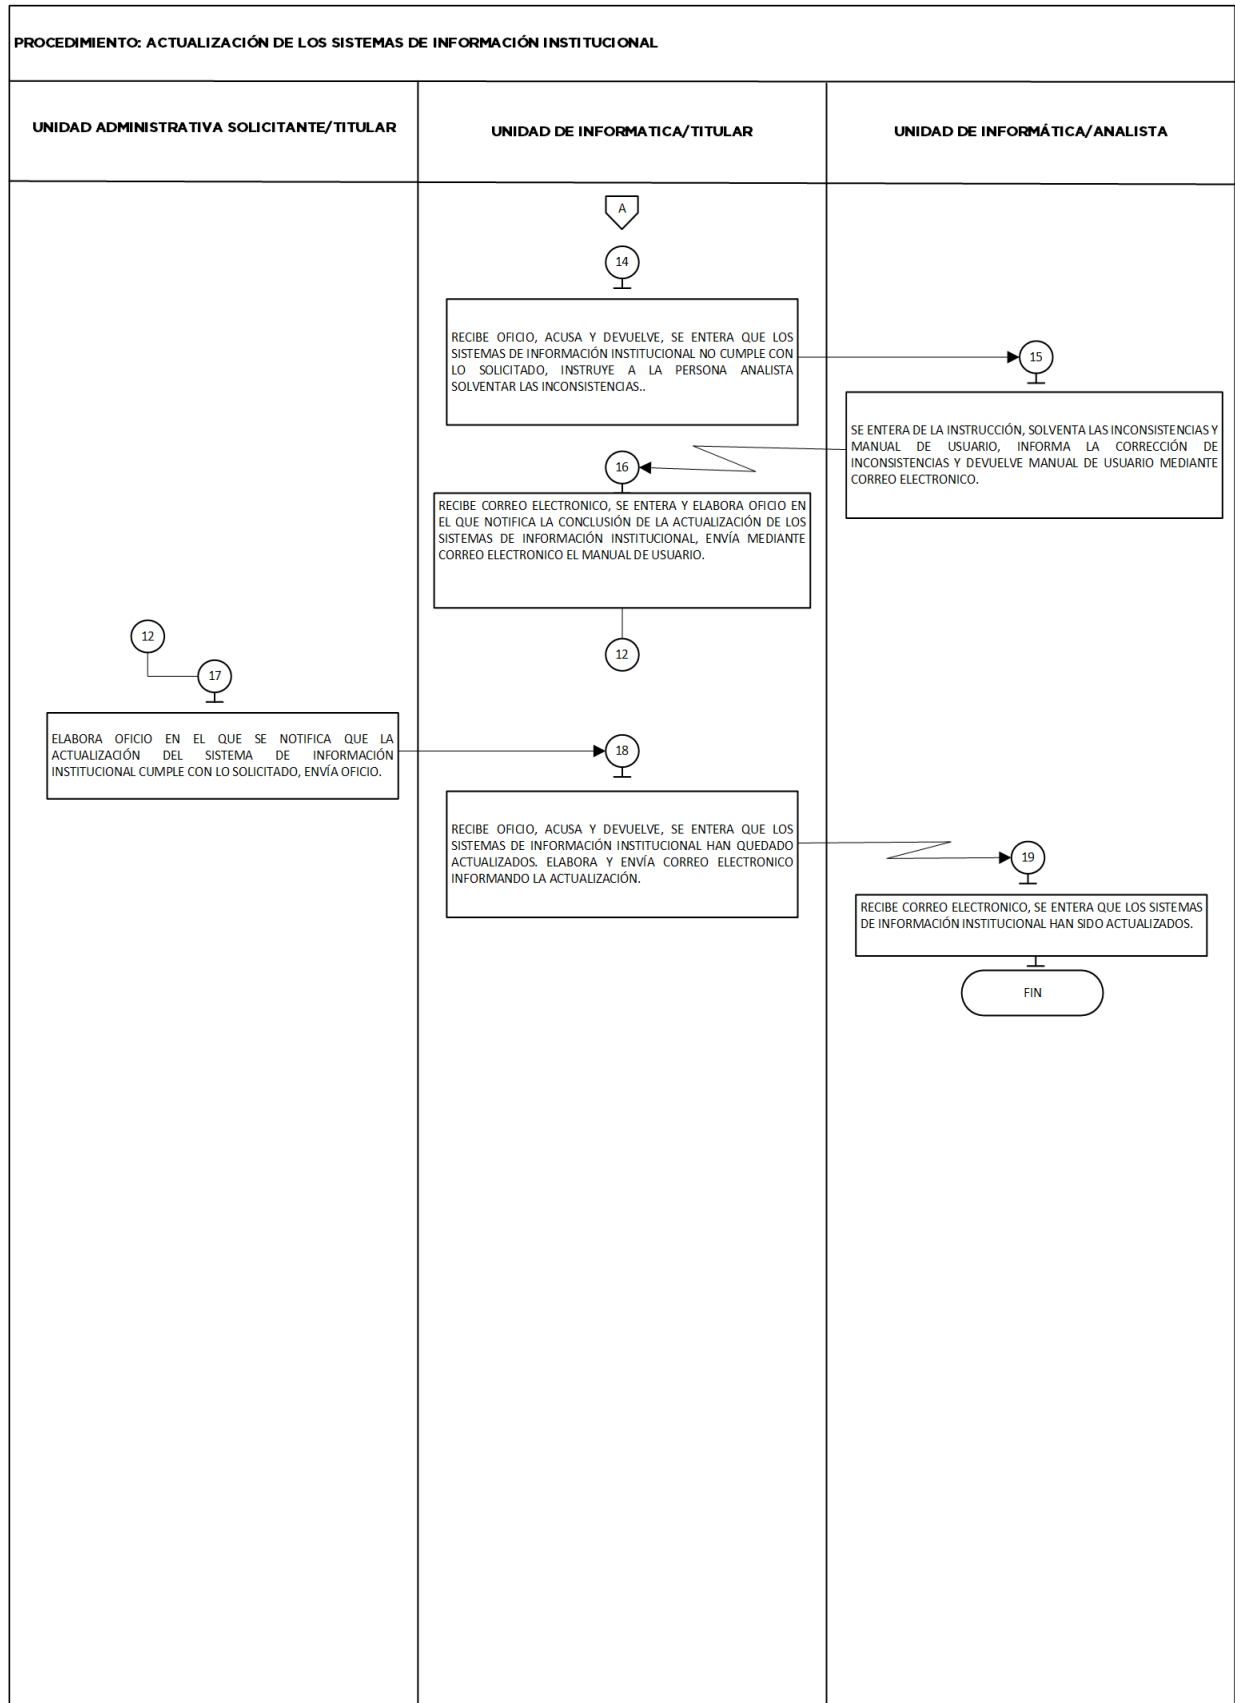 PROCEDIMIENTO: ACTUALIZACIÓN DE LOS SISTEMAS DE INFORMACIÓN INSTITUCIONAL
UNIDAD ADMINISTRATIVA SOLICITANTE/TITULAR
UNIDAD DE INFORMATICA/TITULAR
UNIDAD DE INFORMÁTICA/ANALISTA
A
14
RECIBE OFICIO, ACUSA Y DEVUELVE, SE ENTERA QUE LOS
SISTEMAS DE INFORMACIÓN INSTITUCIONAL NO CUMPLE CON
LO SOLICITADO, INSTRUYE A LA PERSONA ANALISTA
SOLVENTAR LAS INCONSISTENCIAS..
15
SE ENTERA DE LA INSTRUCCIÓN, SOLVENTA LAS INCONSISTENCIAS Y
MANUAL DE USUARIO, INFORMA LA CORRECCIÓN DE
INCONSISTENCIAS Y DEVUELVE MANUAL DE USUARIO MEDIANTE
CORREO ELECTRONICO.
16
RECIBE CORREO ELECTRONICO, SE ENTERA Y ELABORA OFICIO EN
EL QUE NOTIFICA LA CONCLUSIÓN DE LA ACTUALIZACIÓN DE LOS
SISTEMAS DE INFORMACIÓN INSTITUCIONAL, ENVÍA MEDIANTE
CORREO ELECTRONICO EL MANUAL DE USUARIO.
12
12
17
ELABORA OFICIO EN EL QUE SE NOTIFICA QUE LA
ACTUALIZACIÓN DEL SISTEMA DE INFORMACIÓN
INSTITUCIONAL CUMPLE CON LO SOLICITADO, ENVÍA OFICIO.
18
RECIBE OFICIO, ACUSA Y DEVUELVE, SE ENTERA QUE LOS
SISTEMAS DE INFORMACIÓN INSTITUCIONAL HAN QUEDADO
ACTUALIZADOS. ELABORA Y ENVÍA CORREO ELECTRONICO
INFORMANDO LA ACTUALIZACIÓN.
19
RECIBE CORREO ELECTRONICO, SE ENTERA QUE LOS SISTEMAS
DE INFORMACIÓN INSTITUCIONAL HAN SIDO ACTUALIZADOS.
FIN